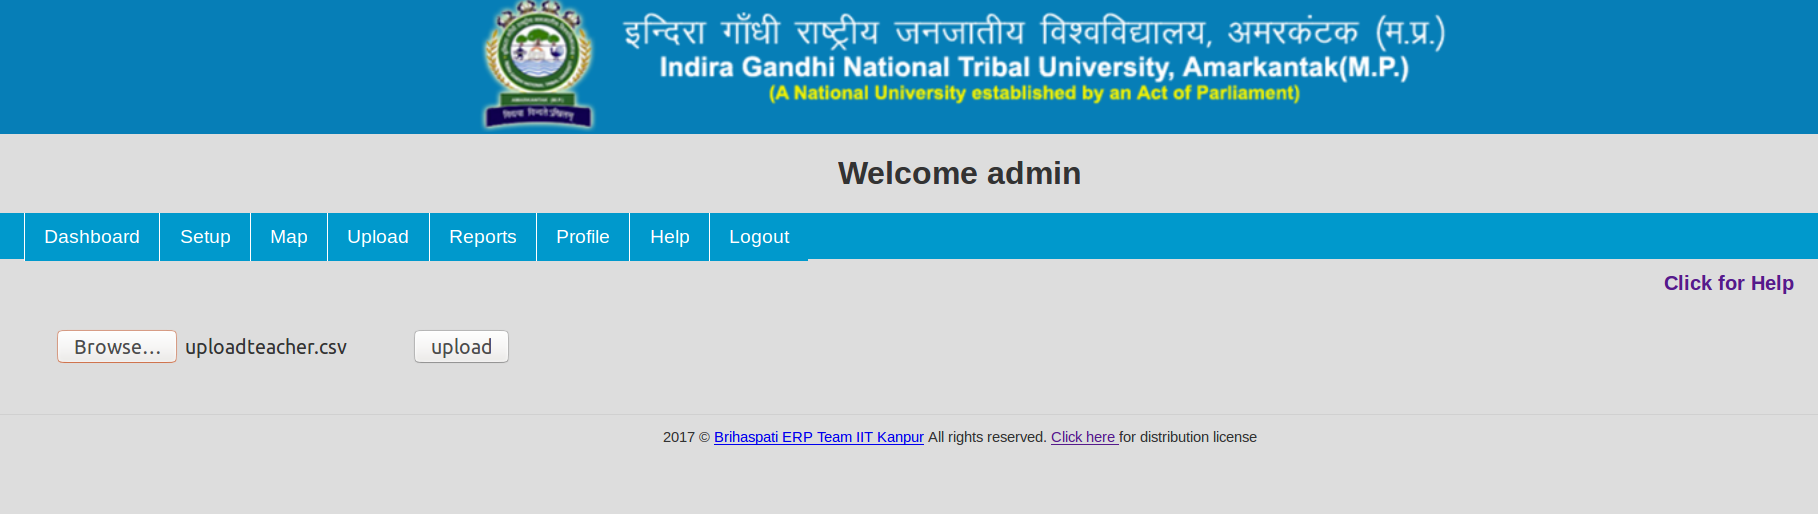 इन्दिरा गाँधी राष्ट्रीय जनजातीय विश्वविद्यालय, अमरकंटक (म.प्र.)
Indira Gandhi National Tribal University, Amarkantak(M.P.)
(A National University established by an Act of Parliament)
Welcome admin
Dashboard Setup Map Upload Reports Profile Help Logout
Click for Help
Browse... uploadteacher.csv upload
2017 © Brihaspati ERP Team IIT Kanpur All rights reserved. Click here for distribution license